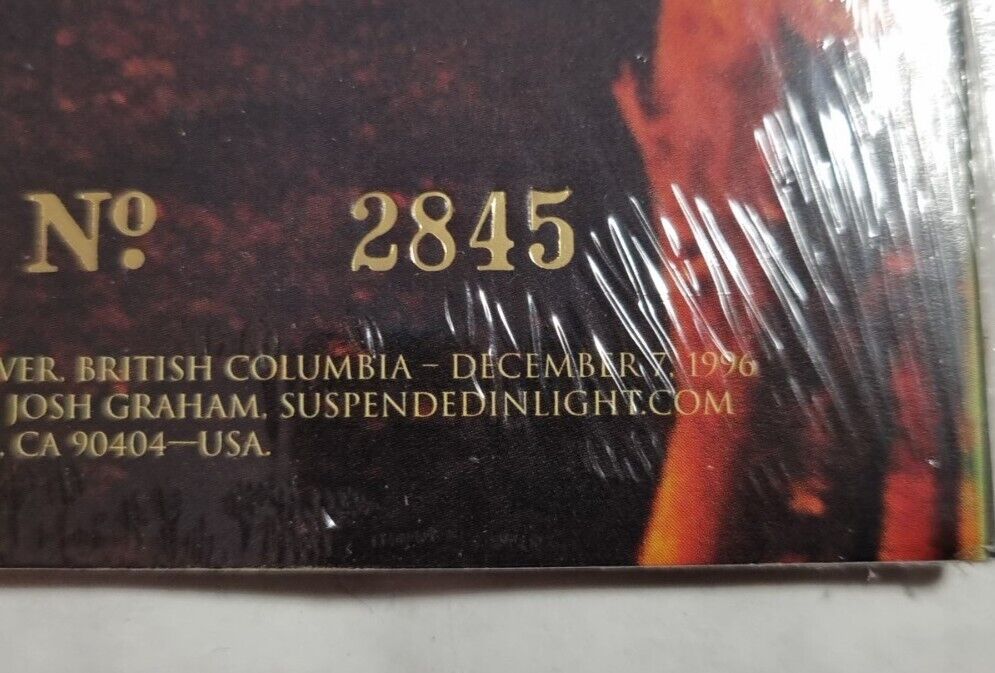 Nº 2845
VER, BRITISH COLUMBIA – DECEMBER 7, 1996
JOSH GRAHAM, SUSPENDEDINLIGHT.COM
, CA 90404—USA.